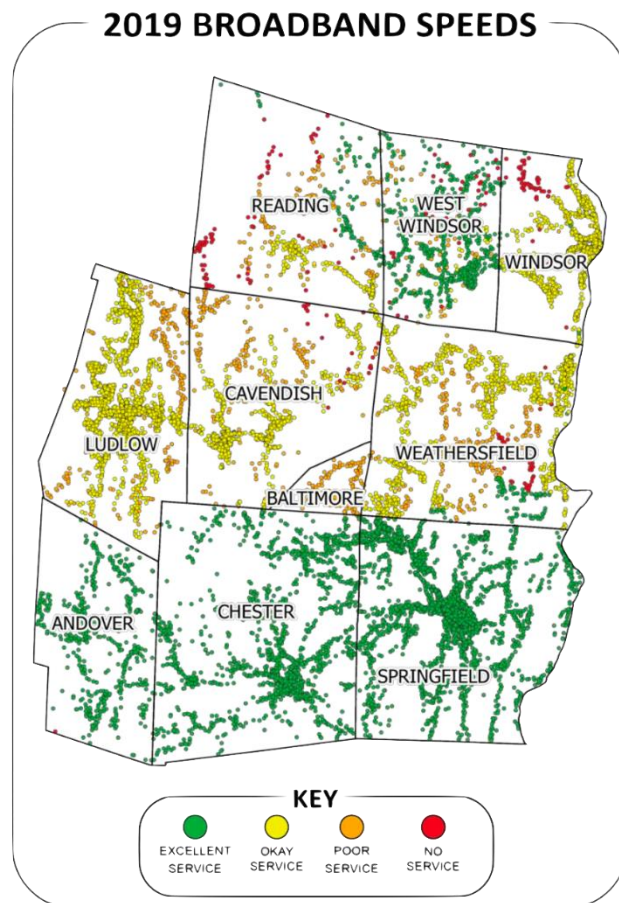 2019 BROADBAND SPEEDS
READING
WEST
WINDSOR
WINDSOR
CAVENDISH
LUDLOW
WEATHERSFIELD
BALTIMORE
ANDOVER
CHESTER
SPRINGFIELD
KEY
EXCELLENT
SERVICE
OKAY
SERVICE
POOR
SERVICE
NO
SERVICE